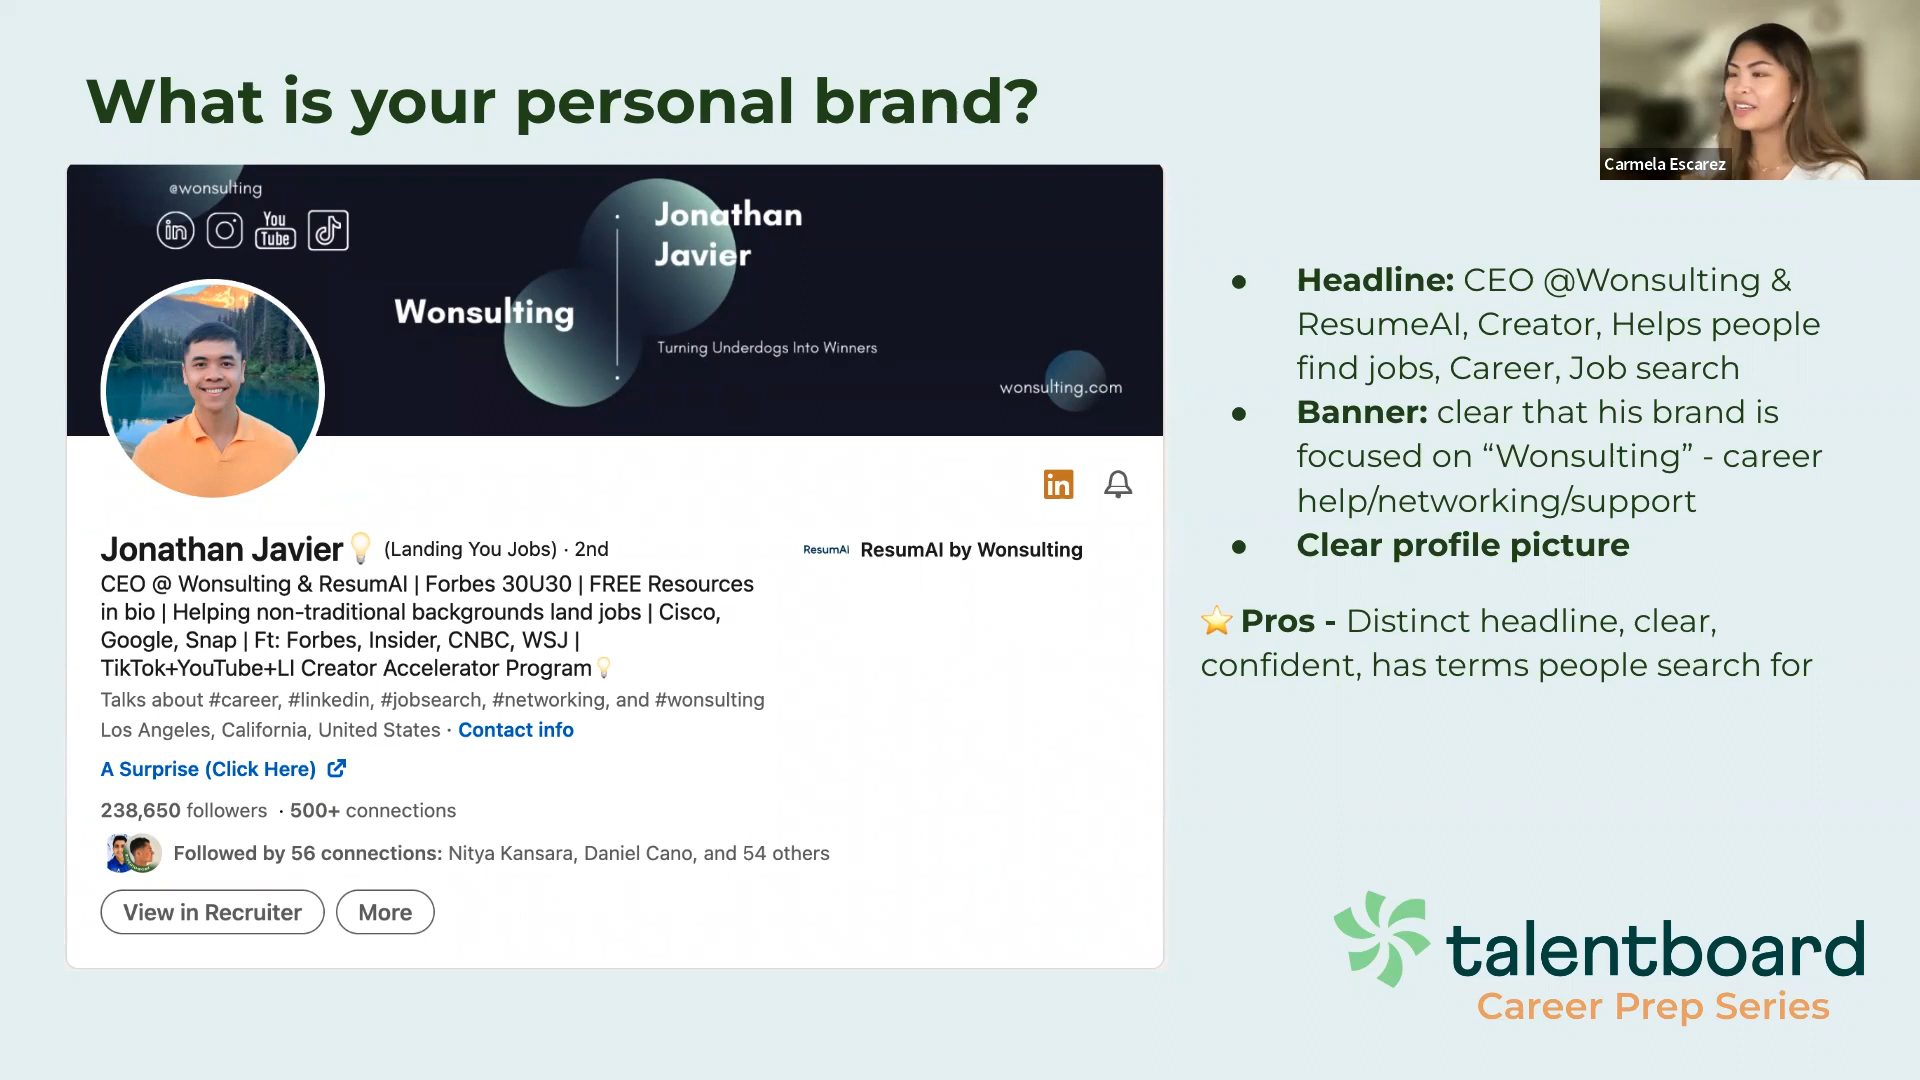 What is your personal brand?
Carmela Escarez
@wonsulting
in
You
Tube
Jonathan
Javier
Wonsulting
Turning Underdogs Into Winners
wonsulting.com
in
Jonathan Javier (Landing You Jobs) · 2nd
CEO @ Wonsulting & ResumAI | Forbes 30U30 | FREE Resources
in bio | Helping non-traditional backgrounds land jobs | Cisco,
Google, Snap | Ft: Forbes, Insider, CNBC, WSJ |
TikTok+YouTube+LI Creator Accelerator Program
Talks about #career, #linkedin, #jobsearch, #networking, and #wonsulting
Los Angeles, California, United States · Contact info
A Surprise (Click Here)
238,650 followers · 500+ connections
Followed by 56 connections: Nitya Kansara, Daniel Cano, and 54 others
View in Recruiter
More
ResumAI ResumAI by Wonsulting
● Headline: CEO @Wonsulting &
ResumeAI, Creator, Helps people
find jobs, Career, Job search
● Banner: clear that his brand is
focused on “Wonsulting” - career
help/networking/support
● Clear profile picture
⭐ Pros - Distinct headline, clear,
confident, has terms people search for
talentboard
Career Prep Series